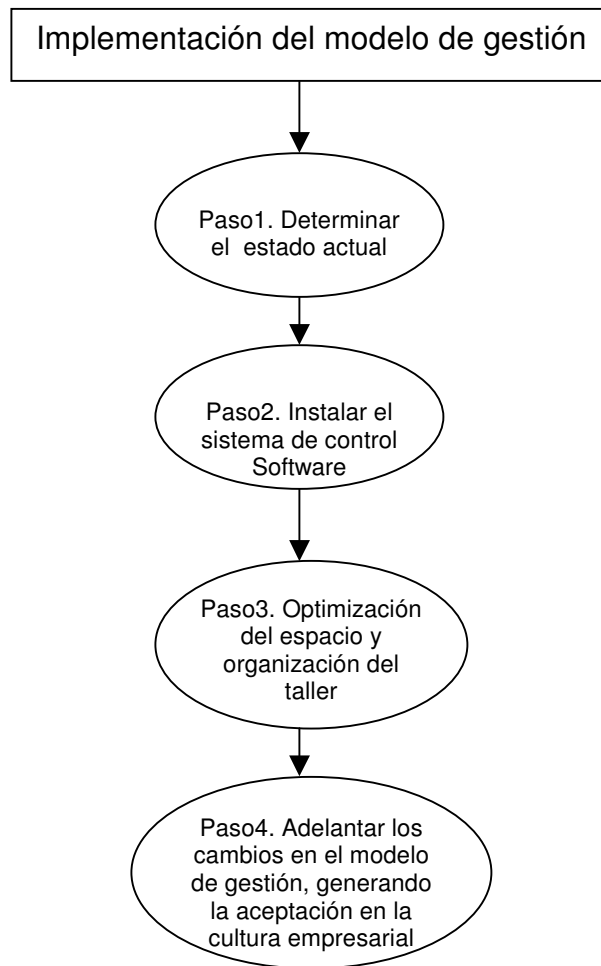 Implementación del modelo de gestión
Paso1. Determinar
el estado actual
Paso2. Instalar el
sistema de control
Software
Paso3. Optimización
del espacio y
organización del
taller
Paso4. Adelantar los
cambios en el modelo
de gestión, generando
la aceptación en la
cultura empresarial